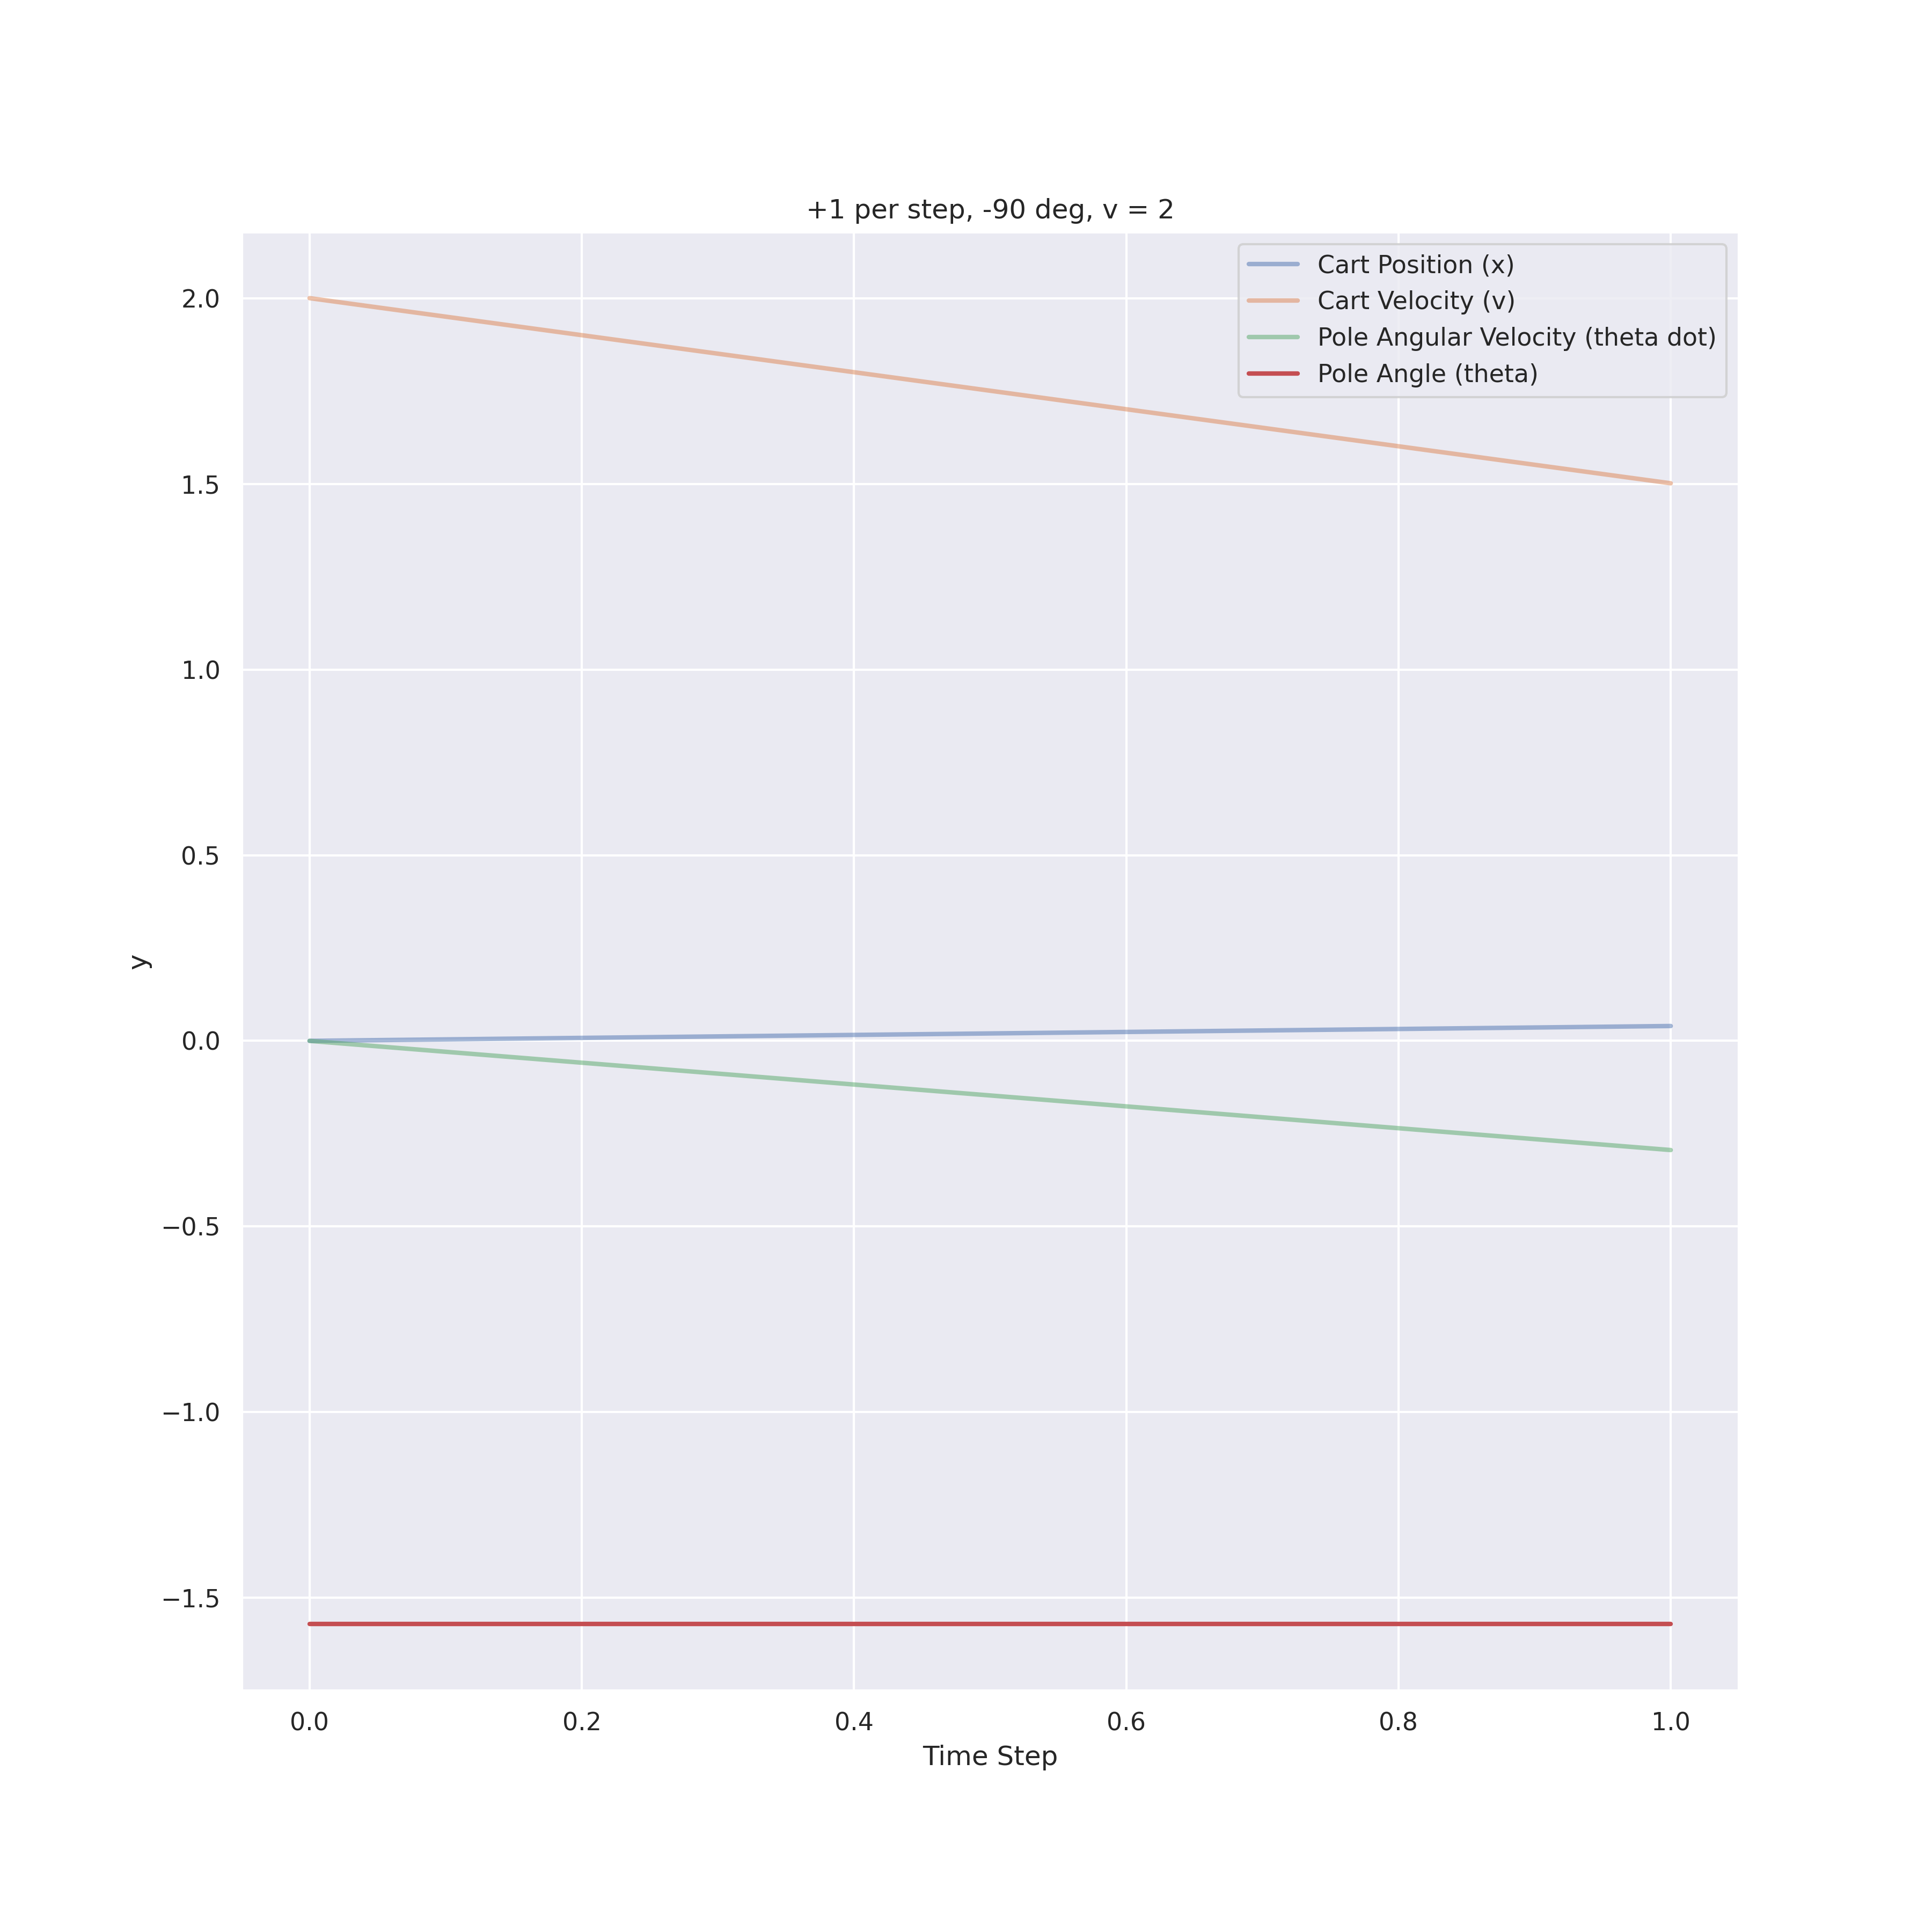 +1 per step, -90 deg, v = 2
Cart Position (x)
Cart Velocity (v)
Pole Angular Velocity (theta dot)
Pole Angle (theta)
2.0
1.5
1.0
0.5
0.0
−0.5
−1.0
−1.5
y
0.0 0.2 0.4 0.6 0.8 1.0
Time Step